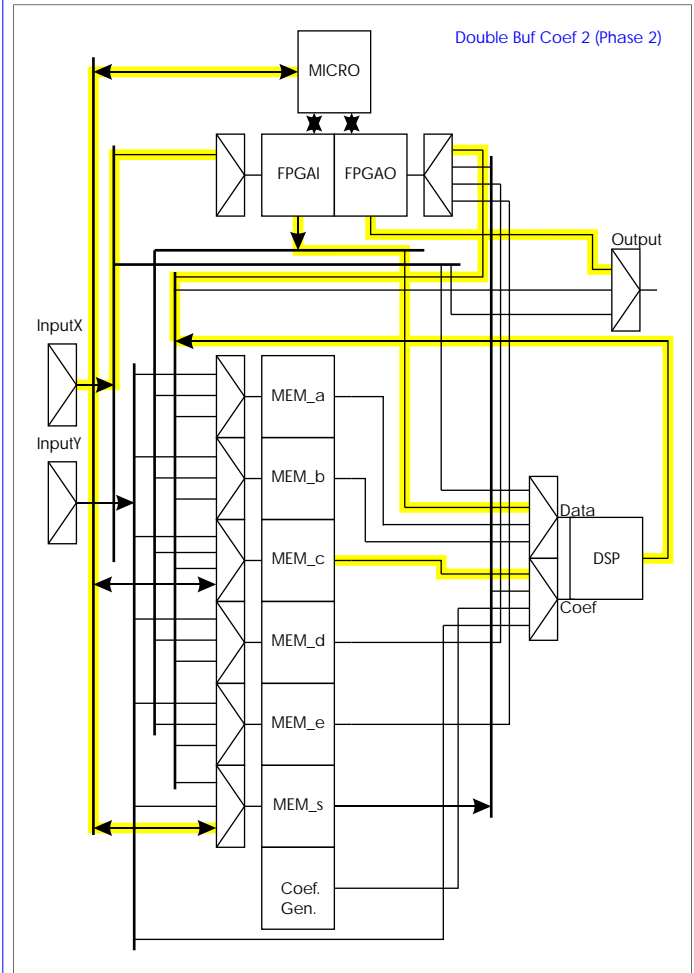 Double Buf Coef 2 (Phase 2)
MICRO
FPGAI
FPGAO
Output
InputX
MEM_a
InputY
MEM_b
Data
MEM_c
DSP
Coef
MEM_d
MEM_e
MEM_s
Coef.
Gen.